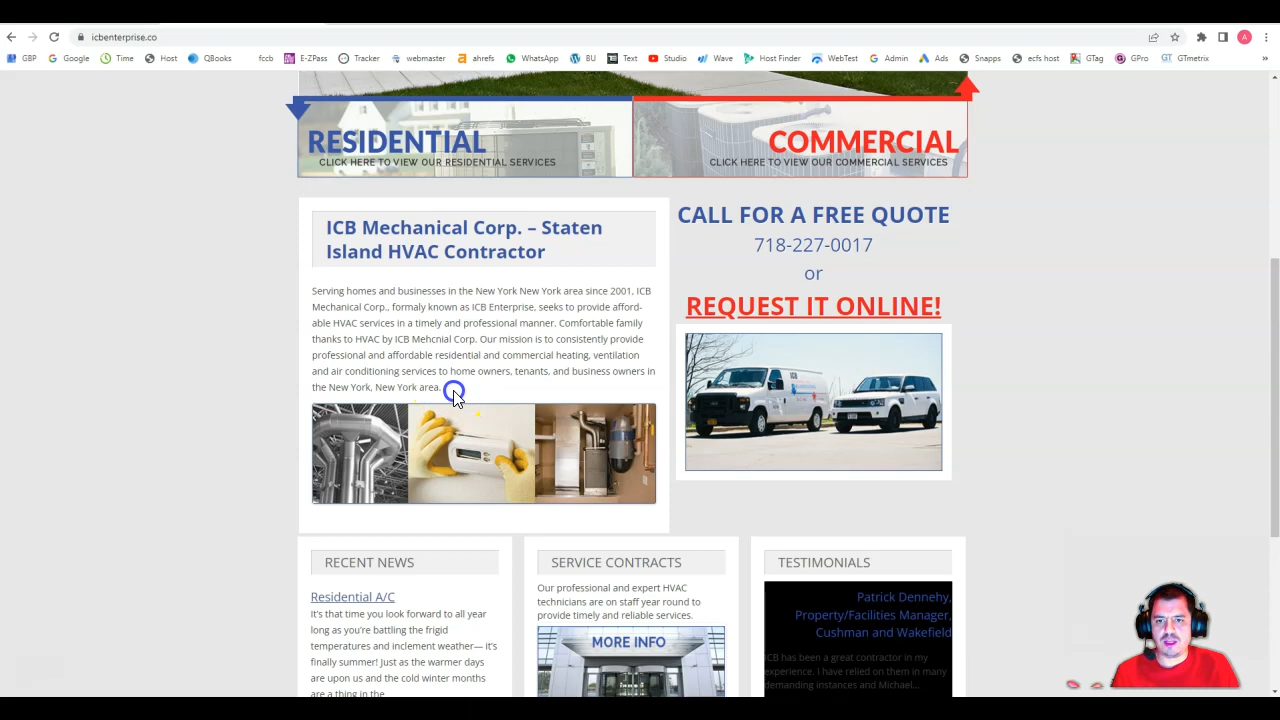 icbenterprise.co
A
GBP Google Time Host QBooks fccb E-ZPass Tracker webmaster ahrefs WhatsApp BU Text Studio Wave Host Finder WebTest Admin Ads Snapps ecfs host GTag GPro GTmetrix »
RESIDENTIAL
CLICK HERE TO VIEW OUR RESIDENTIAL SERVICES
COMMERCIAL
CLICK HERE TO VIEW OUR COMMERCIAL SERVICES
ICB Mechanical Corp. – Staten
Island HVAC Contractor
Serving homes and businesses in the New York New York area since 2001, ICB
Mechanical Corp., formaly known as ICB Enterprise, seeks to provide afford-
able HVAC services in a timely and professional manner. Comfortable family
thanks to HVAC by ICB Mehcnial Corp. Our mission is to consistently provide
professional and affordable residential and commercial heating, ventilation
and air conditioning services to home owners, tenants, and business owners in
the New York, New York area.
CALL FOR A FREE QUOTE
718-227-0017
or
REQUEST IT ONLINE!
RECENT NEWS
Residential A/C
It's that time you look forward to all year
long as you're battling the frigid
temperatures and inclement weather— it's
finally summer! Just as the warmer days
are upon us and the cold winter months
are a thing in the
SERVICE CONTRACTS
Our professional and expert HVAC
technicians are on staff year round to
provide timely and reliable services.
MORE INFO
TESTIMONIALS
Patrick Dennehy,
Property/Facilities Manager,
Cushman and Wakefield
ICB has been a great contractor in my
experience. I have relied on them in many
demanding instances and Michael...